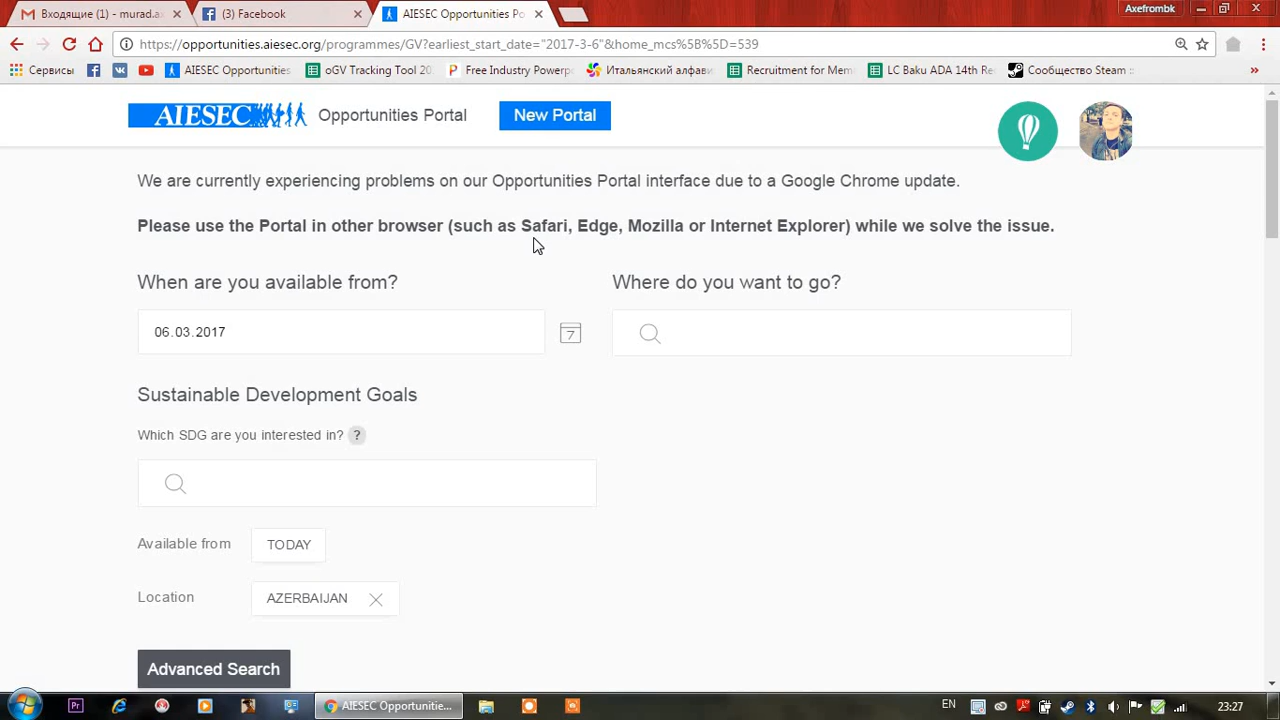 Входящие (1) - murad.ax
(3) Facebook
AIESEC Opportunities Po
Axefrombk
https://opportunities.aiesec.org/programmes/GV?earliest_start_date="2017-3-6"&home_mcs%5B%5D=539
Сервисы
AIESEC Opportunities
oGV Tracking Tool 20
Free Industry Powerp
Итальянский алфави
Recruitment for Mem
LC Baku ADA 14th Re
Сообщество Steam ::
»
AIESEC
Opportunities Portal
New Portal
We are currently experiencing problems on our Opportunities Portal interface due to a Google Chrome update.
Please use the Portal in other browser (such as Safari, Edge, Mozilla or Internet Explorer) while we solve the issue.
When are you available from?
Where do you want to go?
06.03.2017
7
Sustainable Development Goals
Which SDG are you interested in? ?
Available from
TODAY
Location
AZERBAIJAN
Advanced Search
Pr
AIESEC Opportunitie...
EN
23:27